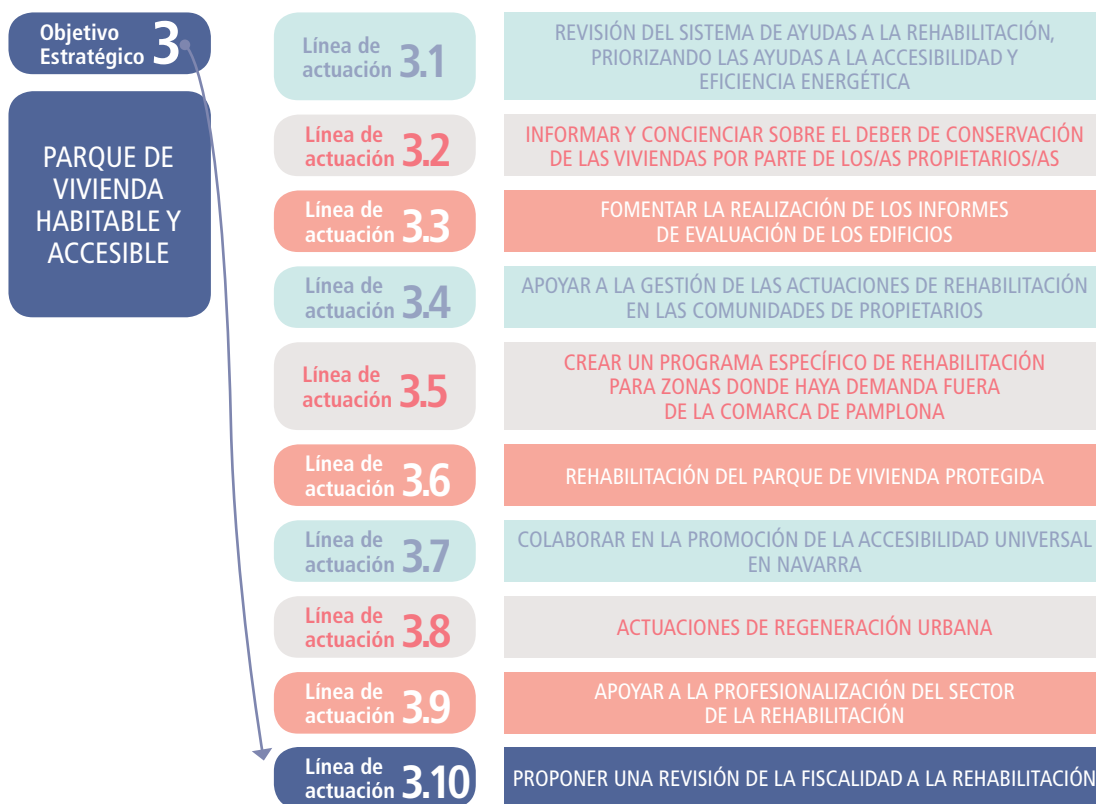 Objetivo
Estratégico 3
PARQUE DE
VIVIENDA
HABITABLE Y
ACCESIBLE
Línea de
actuación 3.1
REVISIÓN DEL SISTEMA DE AYUDAS A LA REHABILITACIÓN,
PRIORIZANDO LAS AYUDAS A LA ACCESIBILIDAD Y
EFICIENCIA ENERGÉTICA
Línea de
actuación 3.2
INFORMAR Y CONCIENCIAR SOBRE EL DEBER DE CONSERVACIÓN
DE LAS VIVIENDAS POR PARTE DE LOS/AS PROPIETARIOS/AS
Línea de
actuación 3.3
FOMENTAR LA REALIZACIÓN DE LOS INFORMES
DE EVALUACIÓN DE LOS EDIFICIOS
Línea de
actuación 3.4
APOYAR A LA GESTIÓN DE LAS ACTUACIONES DE REHABILITACIÓN
EN LAS COMUNIDADES DE PROPIETARIOS
Línea de
actuación 3.5
CREAR UN PROGRAMA ESPECÍFICO DE REHABILITACIÓN
PARA ZONAS DONDE HAYA DEMANDA FUERA
DE LA COMARCA DE PAMPLONA
Línea de
actuación 3.6
REHABILITACIÓN DEL PARQUE DE VIVIENDA PROTEGIDA
Línea de
actuación 3.7
COLABORAR EN LA PROMOCIÓN DE LA ACCESIBILIDAD UNIVERSAL
EN NAVARRA
Línea de
actuación 3.8
ACTUACIONES DE REGENERACIÓN URBANA
Línea de
actuación 3.9
APOYAR A LA PROFESIONALIZACIÓN DEL SECTOR
DE LA REHABILITACIÓN
Línea de
actuación 3.10
PROPONER UNA REVISIÓN DE LA FISCALIDAD A LA REHABILITACIÓN